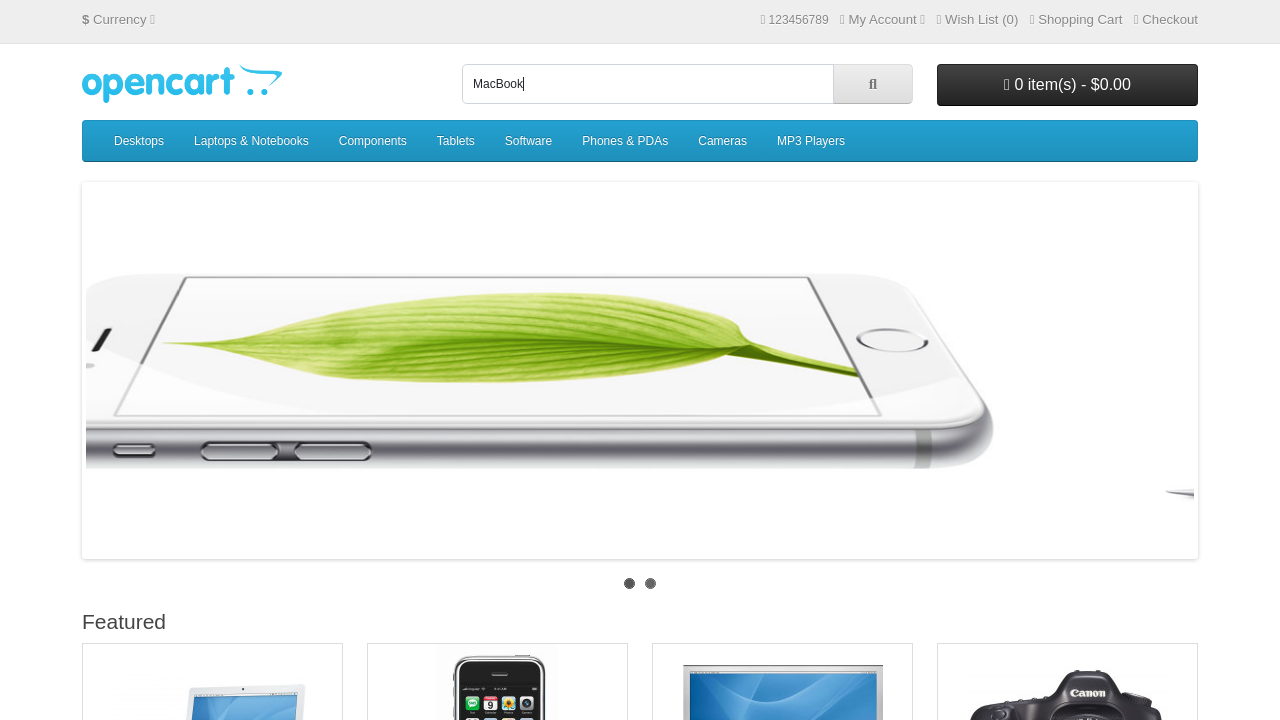 $ Currency
123456789 My Account Wish List (0) Shopping Cart Checkout
opencart
MacBook
0 item(s) - $0.00
Desktops Laptops & Notebooks Components Tablets Software Phones & PDAs Cameras MP3 Players
Featured
Canon